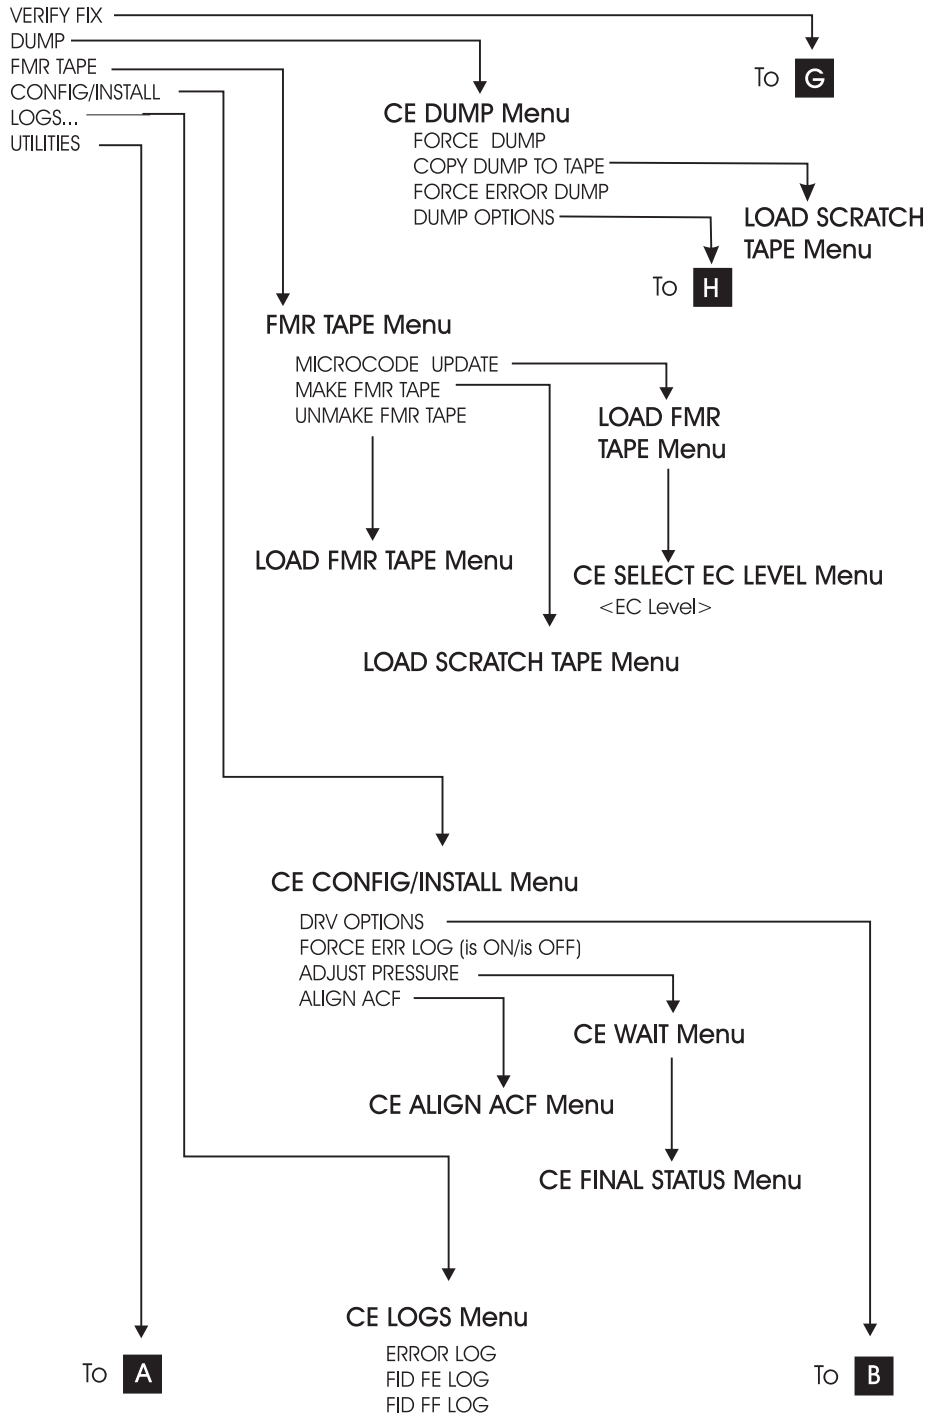 VERIFY FIX
DUMP
FMR TAPE
CONFIG/INSTALL
LOGS...
UTILITIES
To G
CE DUMP Menu
FORCE DUMP
COPY DUMP TO TAPE
FORCE ERROR DUMP
DUMP OPTIONS
LOAD SCRATCH
TAPE Menu
To H
FMR TAPE Menu
MICROCODE UPDATE
MAKE FMR TAPE
UNMAKE FMR TAPE
LOAD FMR
TAPE Menu
LOAD FMR TAPE Menu
CE SELECT EC LEVEL Menu
<EC Level>
LOAD SCRATCH TAPE Menu
CE CONFIG/INSTALL Menu
DRV OPTIONS
FORCE ERR LOG (is ON/is OFF)
ADJUST PRESSURE
ALIGN ACF
CE WAIT Menu
CE ALIGN ACF Menu
CE FINAL STATUS Menu
CE LOGS Menu
ERROR LOG
FID FE LOG
FID FF LOG
To A
To B